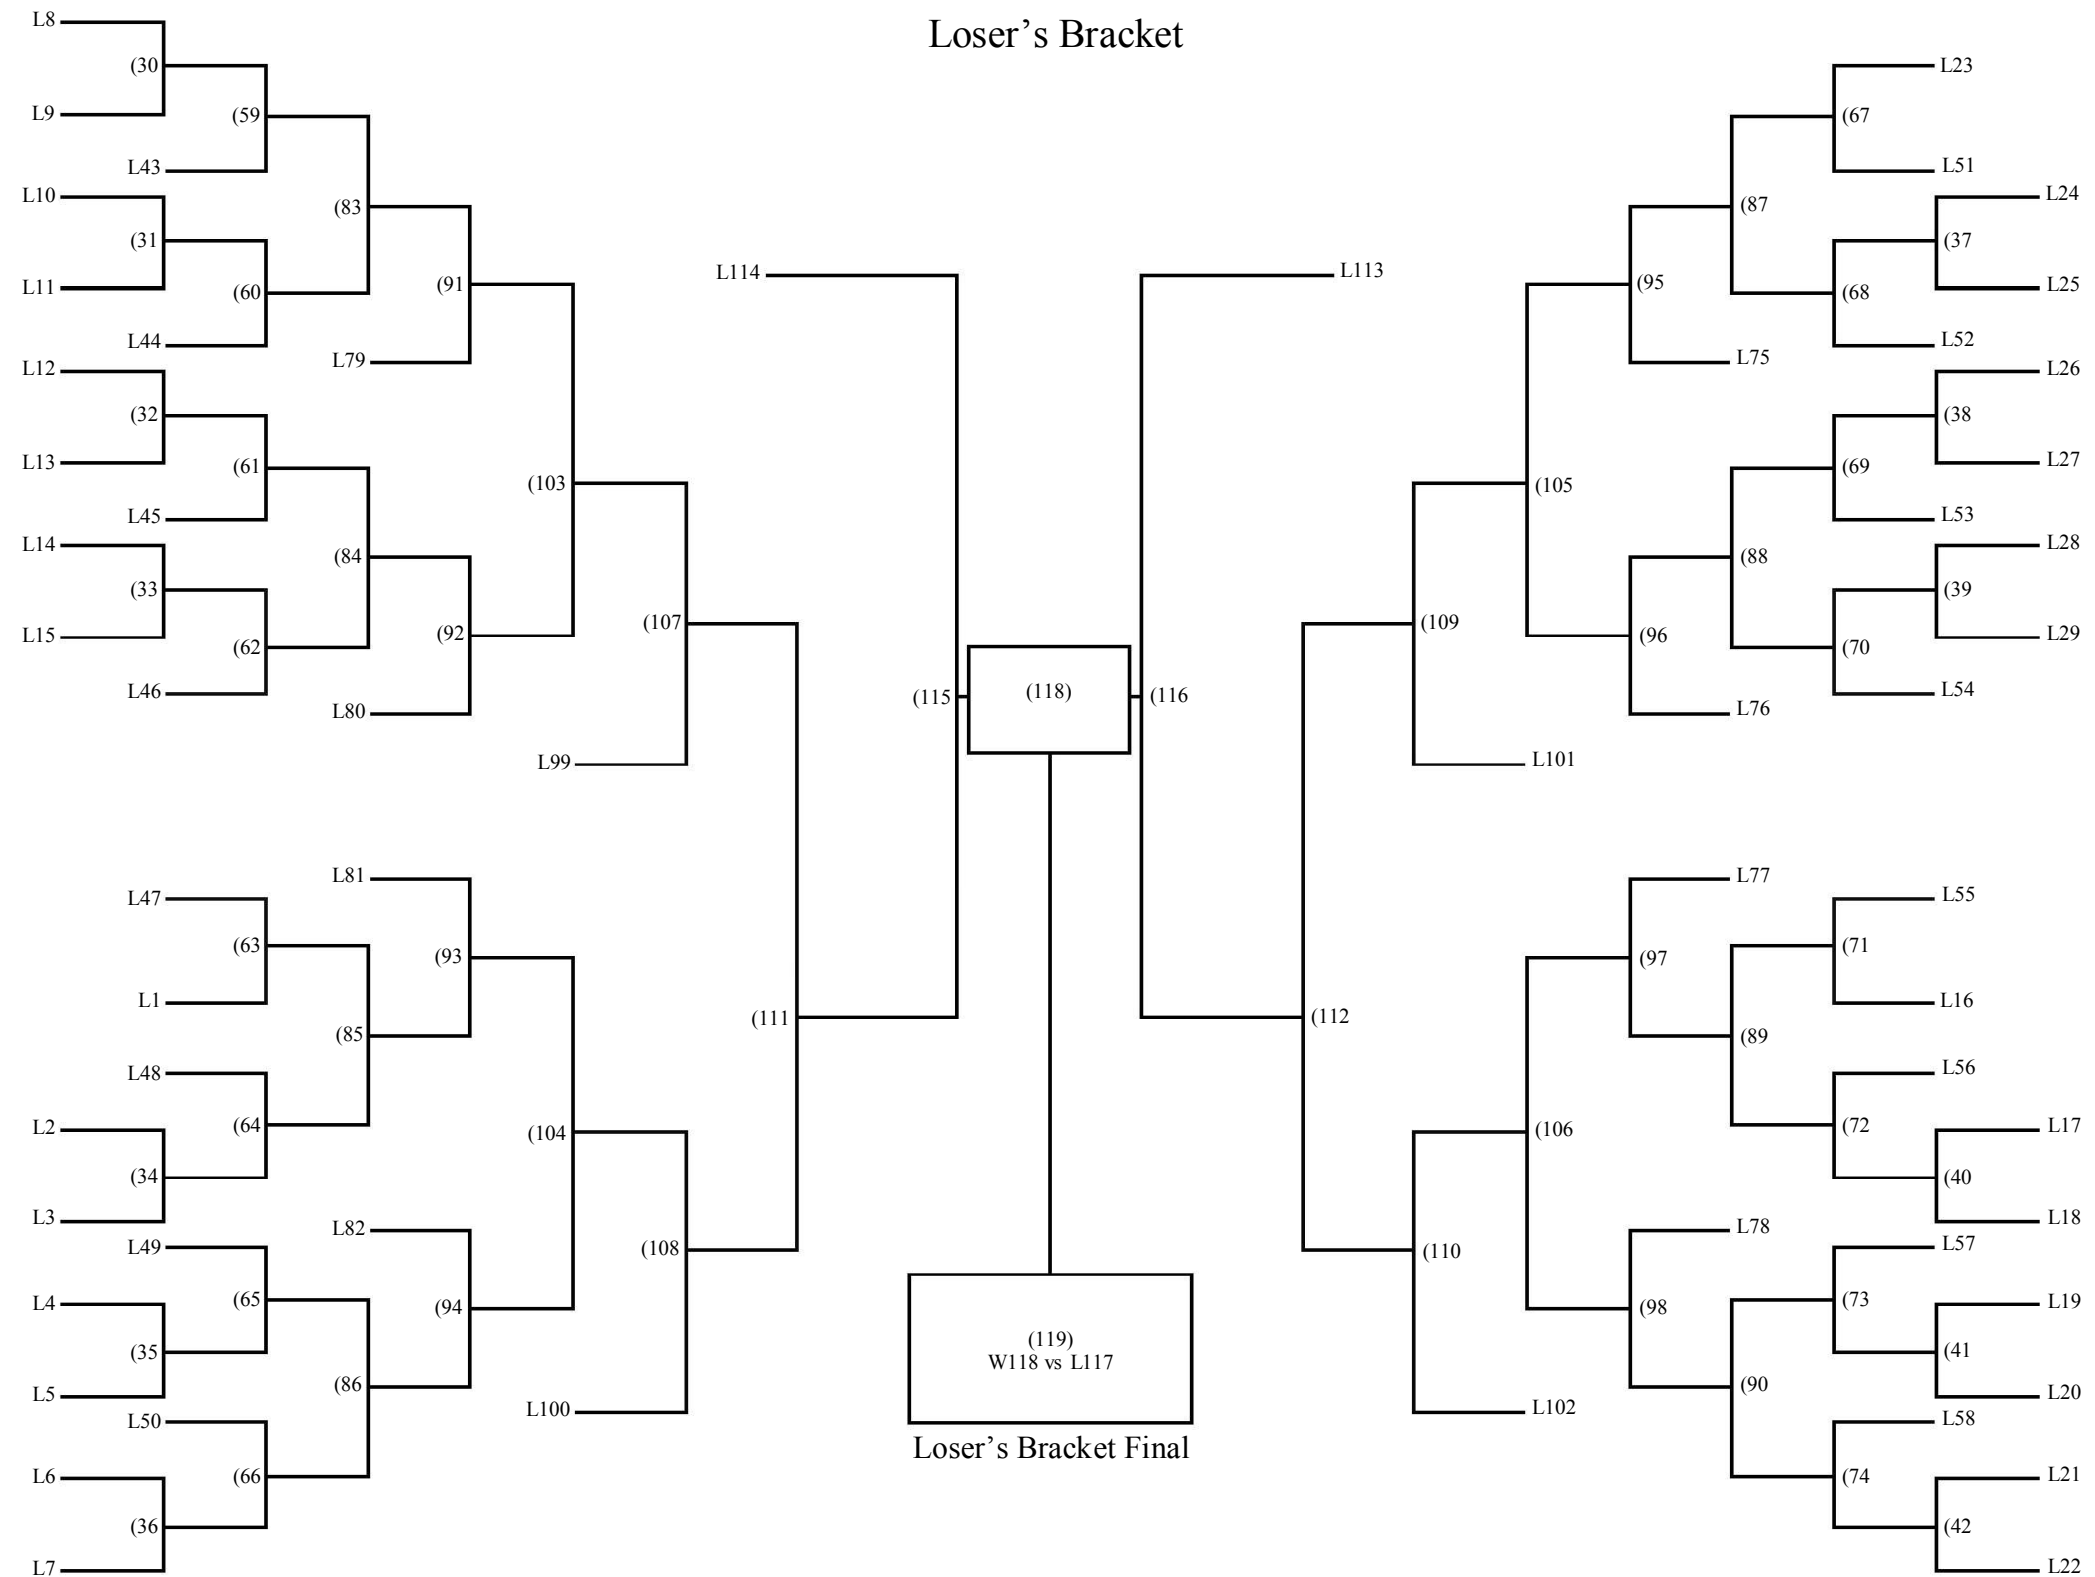 Loser's Bracket
L8
(30
L9
(59
L43
L10
(83
(31
L11
(60
(91
L44
L79
L12
(32
L13
(61
(103
L45
L14
(84
(33
L15
(62
(92
L46
L80
(107
L99
L114
(115
L81
L47
(63
(93
L1
(85
L48
(64
L2
(34
L3
(104
L82
L49
(65
L4
(94
(35
L5
(86
L50
(66
L6
(36
L7
L100
(108
(111
(118)
(119)
W118 vs L117
Loser's Bracket Final
L113
(116
L23
(67
L51
L24
(87
(37
L25
(68
(95
L52
L75
L26
(38
L27
(69
(105
L53
L28
(88
(39
L29
(70
(96
L54
L76
(109
L101
(112
L77
L55
(71
(97
L16
(89
L56
(72
L17
(40
L18
(106
L78
L57
(73
L19
(98
(41
L20
(90
L58
(74
L21
(42
L22
L102
(110